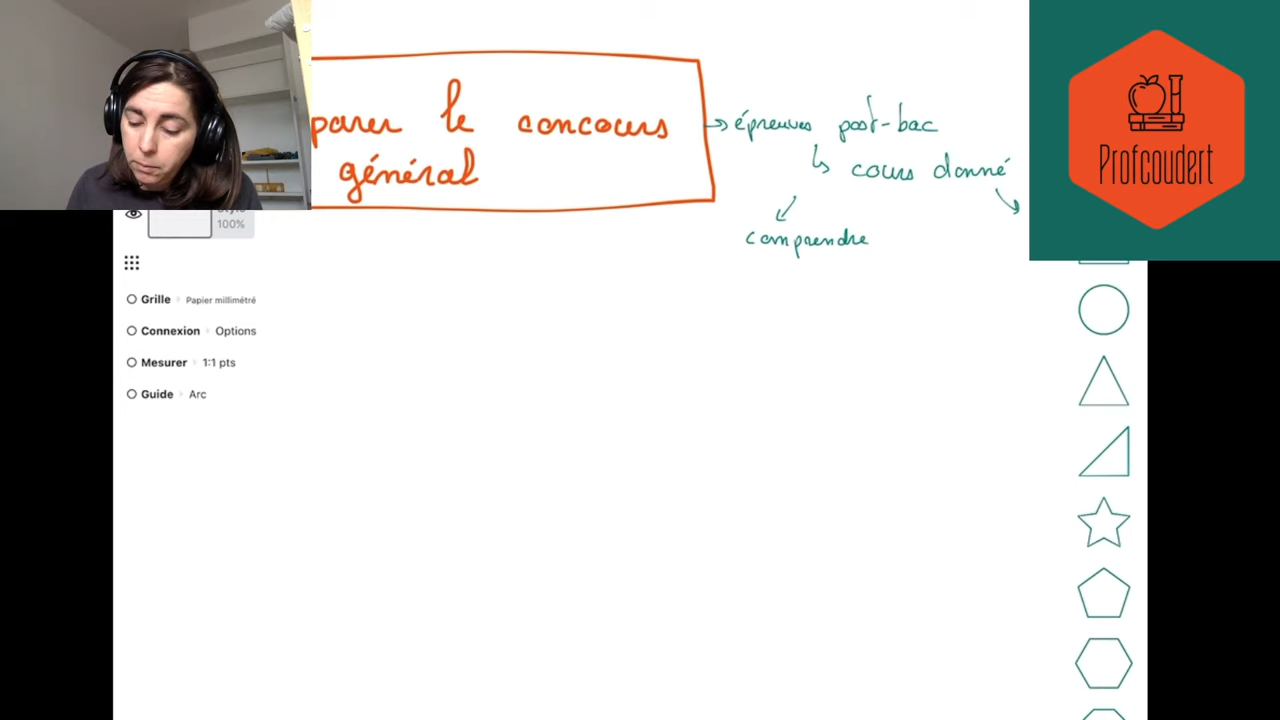 parer le concours
général
→ épreuves post-bac
↳ cours donné
comprendre
Profcoudert
100%
Grille › Papier millimétré
Connexion › Options
Mesurer › 1:1 pts
Guide › Arc